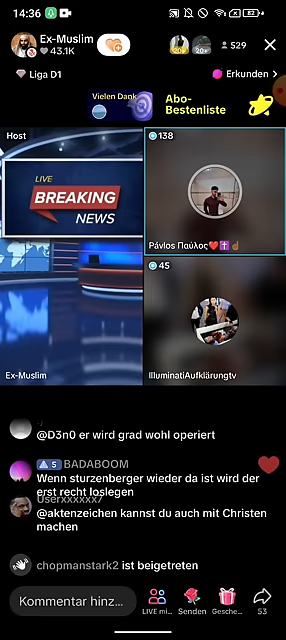 14:36
Ex-Muslim
43.1K
529
Liga D1
Erkunden
Vielen Dank
Abo-
Bestenliste
Host
138
LIVE
BREAKING
NEWS
Pávlos Παύλος
45
Ex-Muslim
IlluminatiAufklärungtv
@D3n0 er wird grad wohl operiert
5 BADABOOM
Wenn sturzenberger wieder da ist wird der
erst recht loslegen
Userxxxxx7
@aktenzeichen kannst du auch mit Christen
machen
chopmanstark2 ist beigetreten
Kommentar hinz...
LIVE mi...
Senden
Gesche...
53